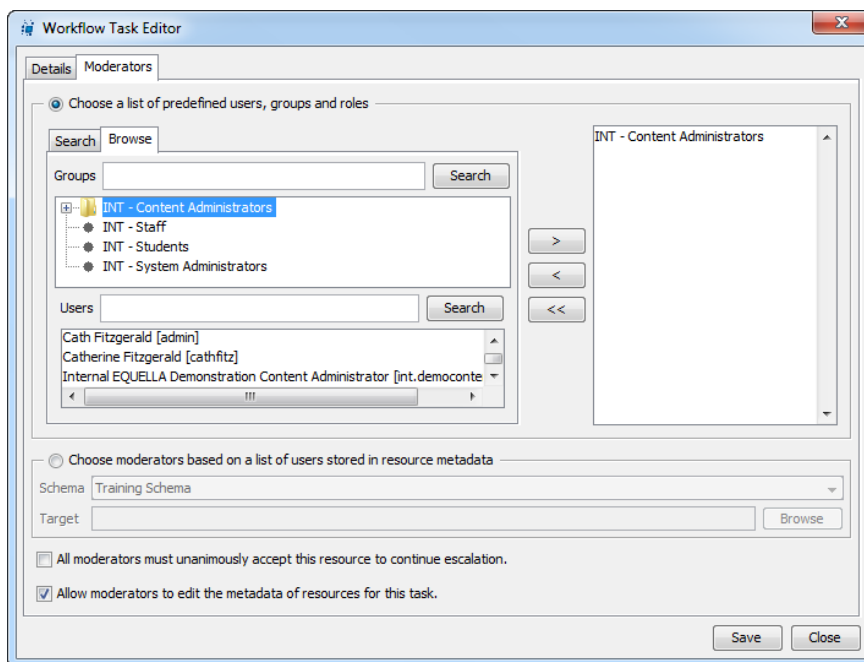 Workflow Task Editor
Details Moderators
Choose a list of predefined users, groups and roles
Search Browse
INT - Content Administrators
Groups Search
INT - Content Administrators
INT - Staff
INT - Students
INT - System Administrators
>
<
<<
Users Search
Cath Fitzgerald [admin]
Catherine Fitzgerald [cathfitz]
Internal EQUELLA Demonstration Content Administrator [int.democonte
Choose moderators based on a list of users stored in resource metadata
Schema Training Schema
Target Browse
All moderators must unanimously accept this resource to continue escalation.
Allow moderators to edit the metadata of resources for this task.
Save Close